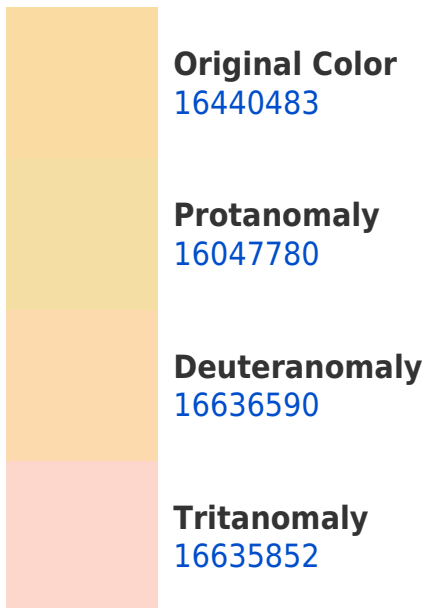 Original Color
16440483
Protanomaly
16047780
Deuteranomaly
16636590
Tritanomaly
16635852